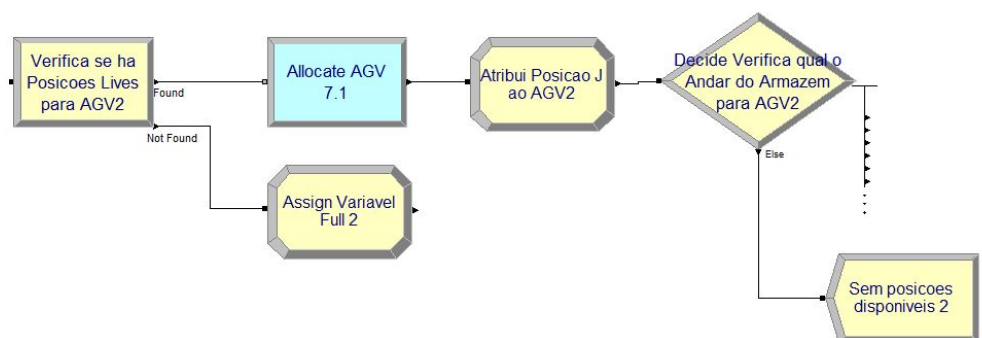 Verifica se ha
Posicoes Lives
para AGV2
Found
Not Found
Allocate AGV
7.1
Atribui Posicao J
ao AGV2
Decide Verifica qual o
Andar do Armazem
para AGV2
Else
Assign Variavel
Full 2
Sem posicoes
disponiveis 2